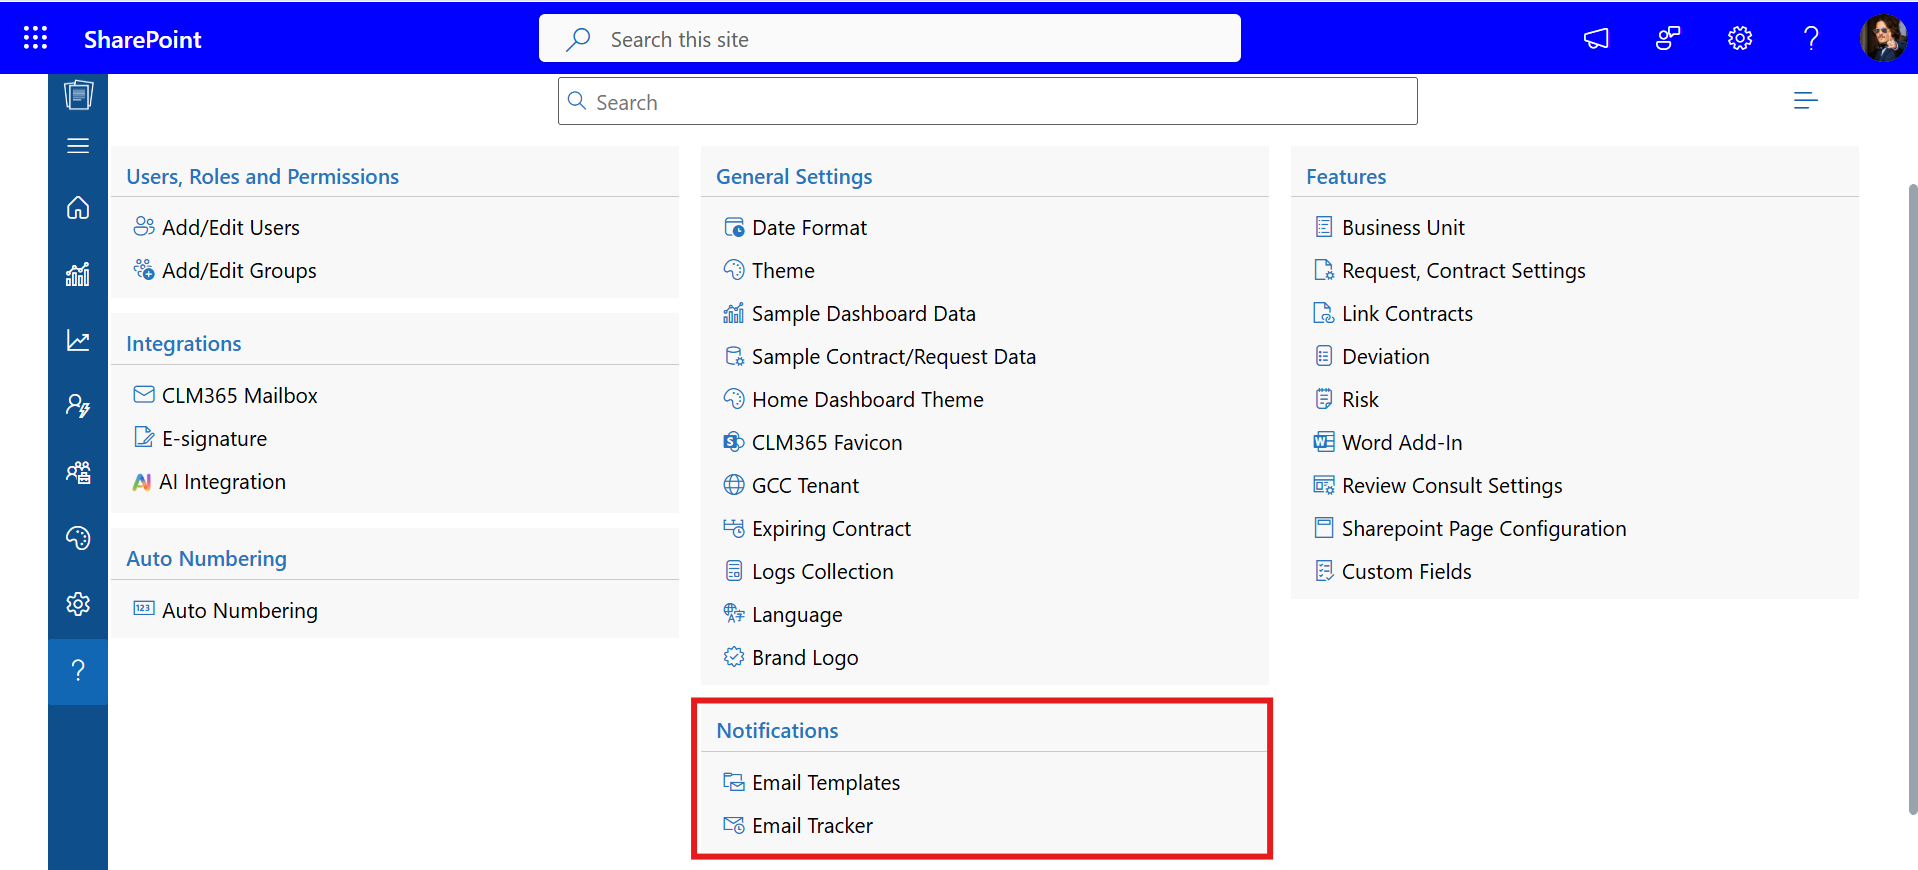 SharePoint
Search this site
Search
Users, Roles and Permissions
Add/Edit Users
Add/Edit Groups
Integrations
CLM365 Mailbox
E-signature
AI AI Integration
Auto Numbering
123 Auto Numbering
General Settings
Date Format
Theme
Sample Dashboard Data
Sample Contract/Request Data
Home Dashboard Theme
CLM365 Favicon
GCC Tenant
Expiring Contract
Logs Collection
Language
Brand Logo
Notifications
Email Templates
Email Tracker
Features
Business Unit
Request, Contract Settings
Link Contracts
Deviation
Risk
Word Add-In
Review Consult Settings
Sharepoint Page Configuration
Custom Fields